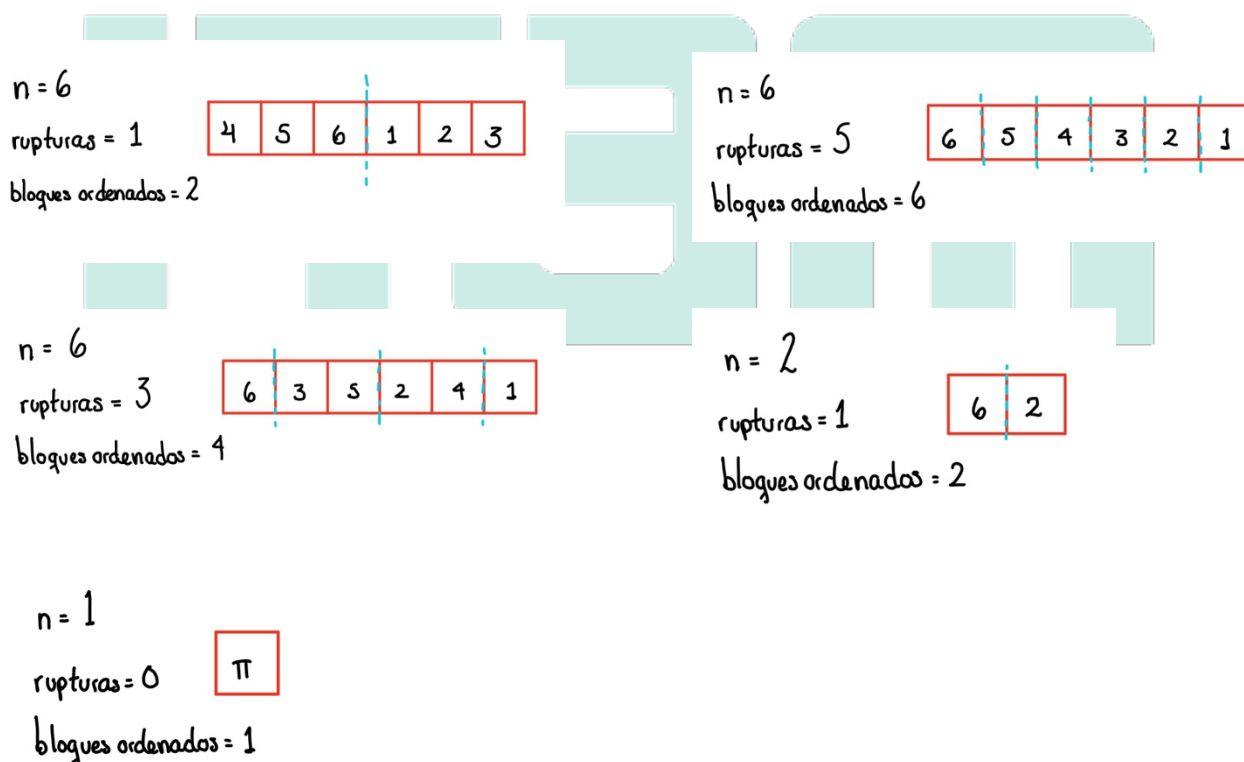 n = 6
rupturas = 1
bloques ordenados = 2
4 5 6 1 2 3
n = 6
rupturas = 5
bloques ordenados = 6
6 5 4 3 2 1
n = 6
rupturas = 3
bloques ordenados = 4
6 3 5 2 4 1
n = 2
rupturas = 1
bloques ordenados = 2
6 2
n = 1
rupturas = 0
bloques ordenados = 1
π